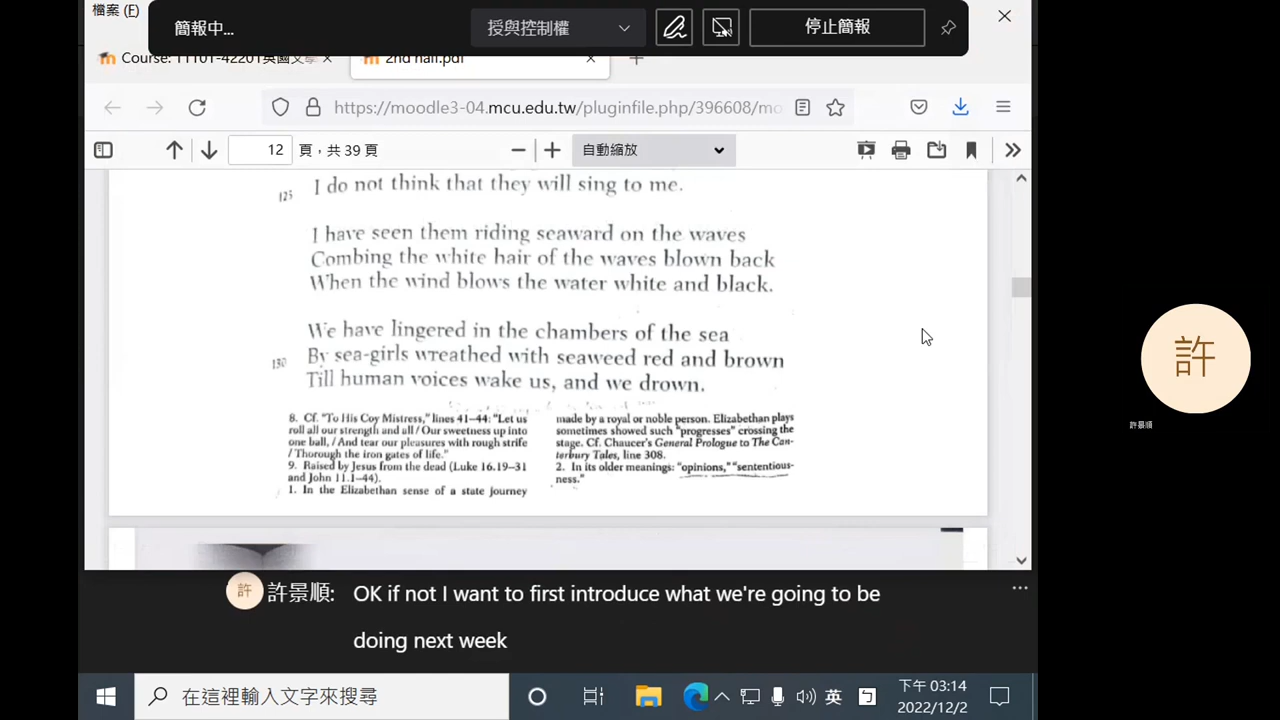 檔案 (F)
簡報中...
授與控制權
停止簡報
Course: 11101-42201英國文學
2nd half.pdf
https://moodle3-04.mcu.edu.tw/pluginfile.php/396608/mo
12 頁，共 39 頁
自動縮放
125 I do not think that they will sing to me.
I have seen them riding seaward on the waves
Combing the white hair of the waves blown back
When the wind blows the water white and black.
We have lingered in the chambers of the sea
130 By sea-girls wreathed with seaweed red and brown
Till human voices wake us, and we drown.
8. Cf. "To His Coy Mistress," lines 41–44: "Let us
roll all our strength and all / Our sweetness up into
one ball, / And tear our pleasures with rough strife
/ Thorough the iron gates of life."
9. Raised by Jesus from the dead (Luke 16.19–31
and John 11.1–44).
1. In the Elizabethan sense of a state journey
made by a royal or noble person. Elizabethan plays
sometimes showed such "progresses" crossing the
stage. Cf. Chaucer's General Prologue to The Can-
terbury Tales, line 308.
2. In its older meanings: "opinions," "sententious-
ness."
許
許景順
許 許景順: OK if not I want to first introduce what we're going to be
doing next week
在這裡輸入文字來搜尋
英
下午 03:14
2022/12/2